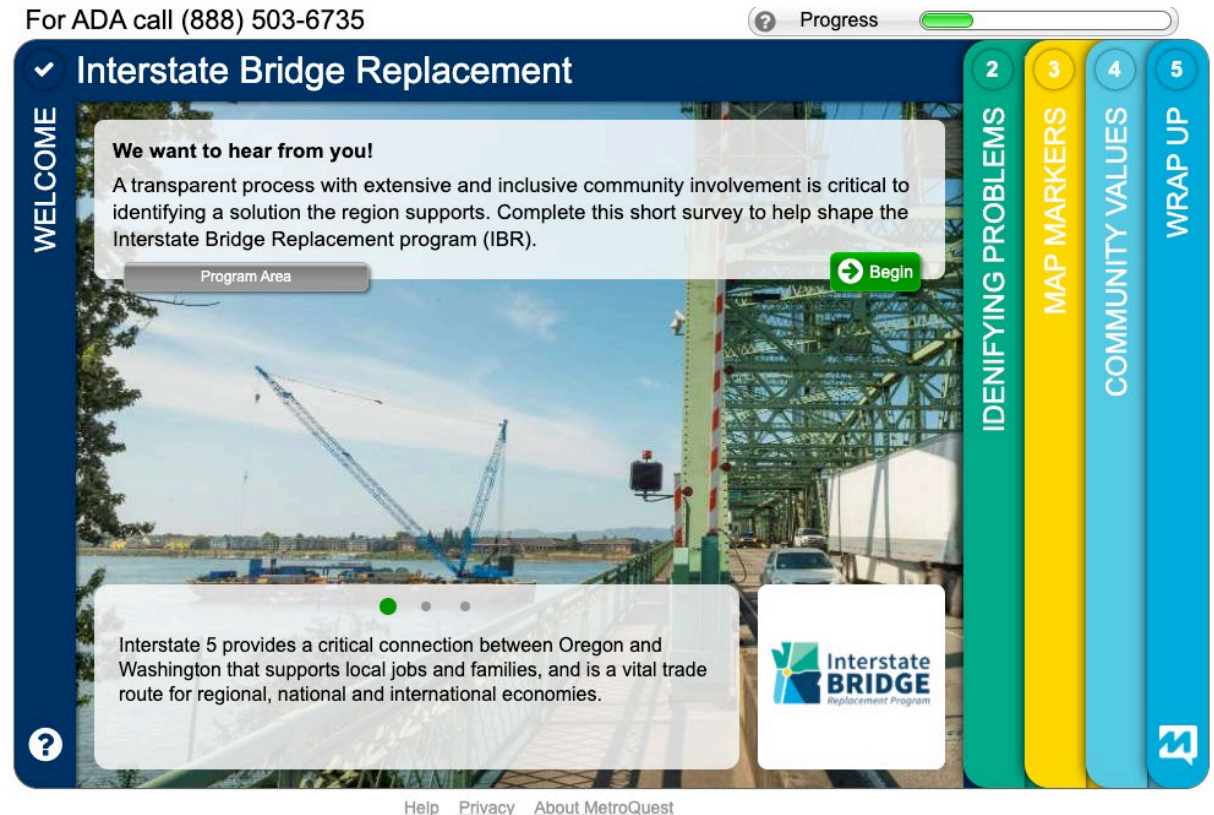 For ADA call (888) 503-6735
Progress
Interstate Bridge Replacement
WELCOME
We want to hear from you!
A transparent process with extensive and inclusive community involvement is critical to
identifying a solution the region supports. Complete this short survey to help shape the
Interstate Bridge Replacement program (IBR).
Program Area
Begin
Interstate 5 provides a critical connection between Oregon and
Washington that supports local jobs and families, and is a vital trade
route for regional, national and international economies.
Interstate
BRIDGE
Replacement Program
2
IDENIFYING PROBLEMS
3
MAP MARKERS
4
COMMUNITY VALUES
5
WRAP UP
Help Privacy About MetroQuest